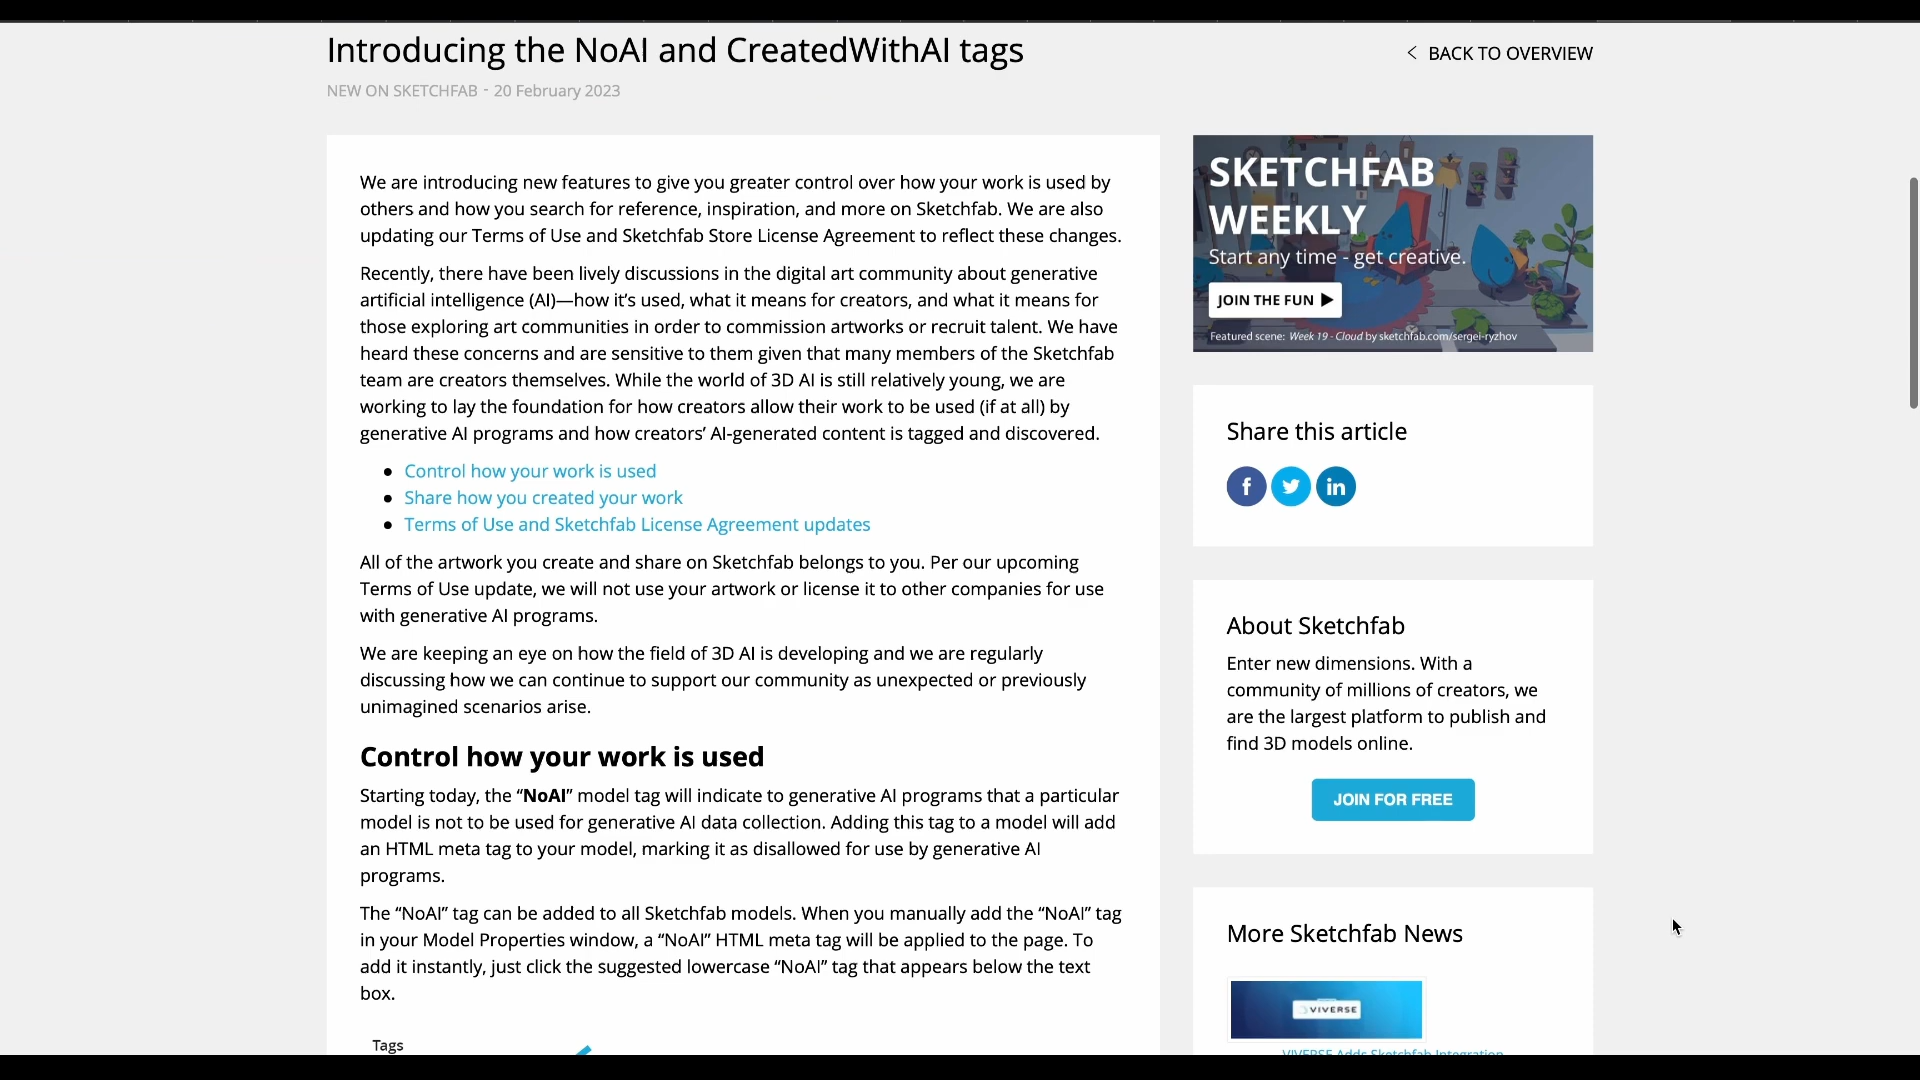 Introducing the NoAI and CreatedWithAI tags
BACK TO OVERVIEW
NEW ON SKETCHFAB - 20 February 2023
We are introducing new features to give you greater control over how your work is used by
others and how you search for reference, inspiration, and more on Sketchfab. We are also
updating our Terms of Use and Sketchfab Store License Agreement to reflect these changes.
Recently, there have been lively discussions in the digital art community about generative
artificial intelligence (AI)—how it’s used, what it means for creators, and what it means for
those exploring art communities in order to commission artworks or recruit talent. We have
heard these concerns and are sensitive to them given that many members of the Sketchfab
team are creators themselves. While the world of 3D AI is still relatively young, we are
working to lay the foundation for how creators allow their work to be used (if at all) by
generative AI programs and how creators’ AI-generated content is tagged and discovered.
Control how your work is used
Share how you created your work
Terms of Use and Sketchfab License Agreement updates
All of the artwork you create and share on Sketchfab belongs to you. Per our upcoming
Terms of Use update, we will not use your artwork or license it to other companies for use
with generative AI programs.
We are keeping an eye on how the field of 3D AI is developing and we are regularly
discussing how we can continue to support our community as unexpected or previously
unimagined scenarios arise.
Control how your work is used
Starting today, the “NoAI” model tag will indicate to generative AI programs that a particular
model is not to be used for generative AI data collection. Adding this tag to a model will add
an HTML meta tag to your model, marking it as disallowed for use by generative AI
programs.
The “NoAI” tag can be added to all Sketchfab models. When you manually add the “NoAI” tag
in your Model Properties window, a “NoAI” HTML meta tag will be applied to the page. To
add it instantly, just click the suggested lowercase “NoAI” tag that appears below the text
box.
Tags
SKETCHFAB
WEEKLY
Start any time - get creative.
JOIN THE FUN
Featured scene: Week 19 - Cloud by sketchfab.com/sergei-ryzhov
Share this article
About Sketchfab
Enter new dimensions. With a
community of millions of creators, we
are the largest platform to publish and
find 3D models online.
JOIN FOR FREE
More Sketchfab News
VIVERSE
VIVERSE Adds Sketchfab Integration